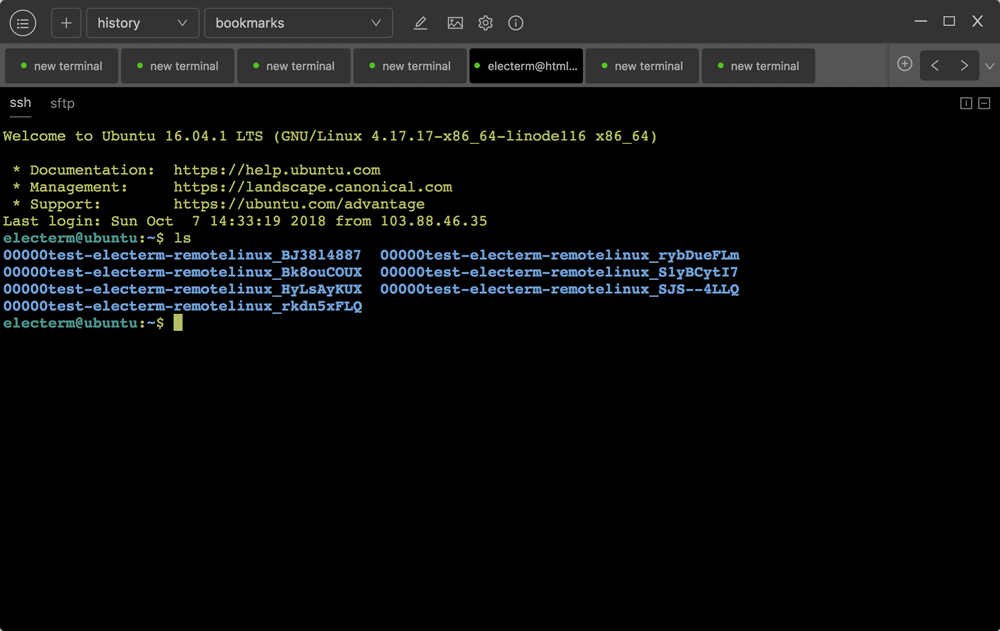 history bookmarks
new terminal new terminal new terminal new terminal electerm@html... new terminal new terminal
ssh sftp
Welcome to Ubuntu 16.04.1 LTS (GNU/Linux 4.17.17-x86_64-linode116 x86_64)
* Documentation: https://help.ubuntu.com
* Management: https://landscape.canonical.com
* Support: https://ubuntu.com/advantage
Last login: Sun Oct  7 14:33:19 2018 from 103.88.46.35
electerm@ubuntu:~$ ls
00000test-electerm-remotelinux_BJ38l4887 00000test-electerm-remotelinux_rybDueFLm
00000test-electerm-remotelinux_Bk8ouCOUX 00000test-electerm-remotelinux_S1yBCytI7
00000test-electerm-remotelinux_HyLsAyKUX 00000test-electerm-remotelinux_SJS--4LLQ
00000test-electerm-remotelinux_rkdn5xFLQ
electerm@ubuntu:~$